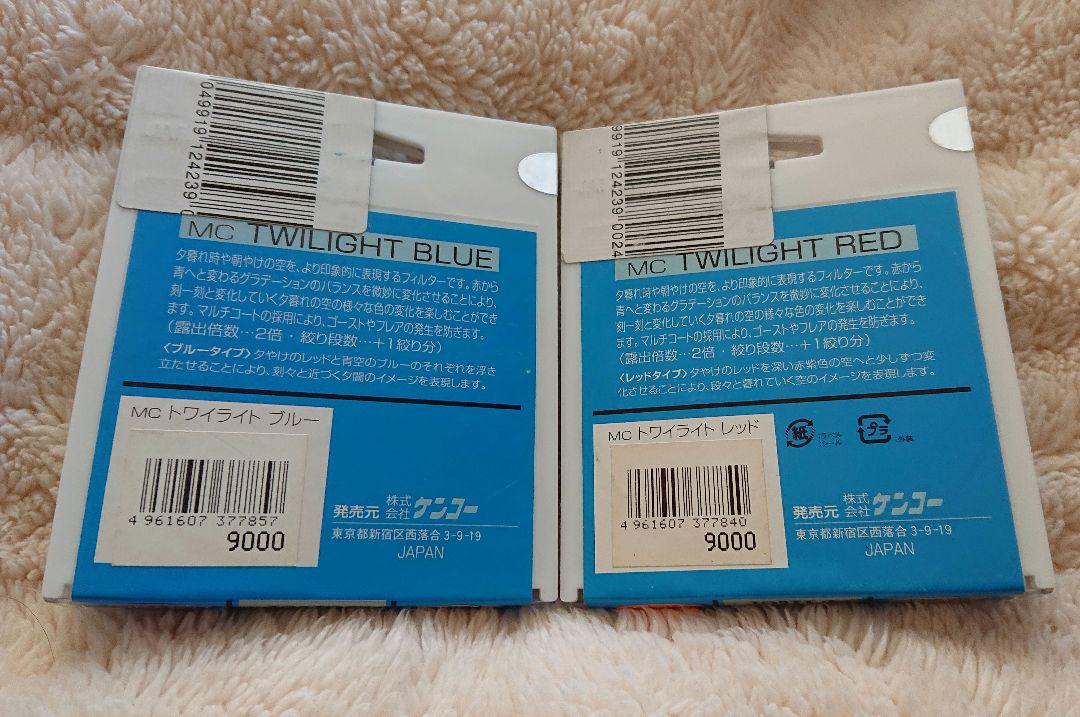 04991912423900
MC TWILIGHT BLUE
夕暮れ時や朝やけの空を、より印象的に表現するフィルターです。赤から
青へと変わるグラデーションのバランスを微妙に変化させることにより、
刻一刻と変化していく夕暮れの空の様々な色の変化を楽しむことができ
ます。マルチコートの採用により、ゴーストやフレアの発生を防ぎます。
(露出倍数…2倍・絞り段数…+1絞り分)
〈ブルータイプ〉夕やけのレッドと青空のブルーのそれぞれを浮き
立たせることにより、刻々と近づく夕闇のイメージを表現します。
MC トワイライト ブルー
4 961607 377857
9000
発売元 株式会社 ケンコー
東京都新宿区西落合3-9-19
JAPAN
9919124239 0024
MC TWILIGHT RED
夕暮れ時や朝やけの空を、より印象的に表現するフィルターです。赤から
青へと変わるグラデーションのバランスを微妙に変化させることにより、
刻一刻と変化していく夕暮れの空の様々な色の変化を楽しむことができ
ます。マルチコートの採用により、ゴーストやフレアの発生を防ぎます。
(露出倍数…2倍・絞り段数…+1絞り分)
〈レッドタイプ〉夕やけのレッドを深い赤紫色の空へと少しずつ変
化させることにより、段々と暮れていく空のイメージを表現します。
MC トワイライト レッド
紙 :ラベル :シール
プラ :外装
4 961607 377840
9000
発売元 株式会社 ケンコー
東京都新宿区西落合3-9-19
JAPAN